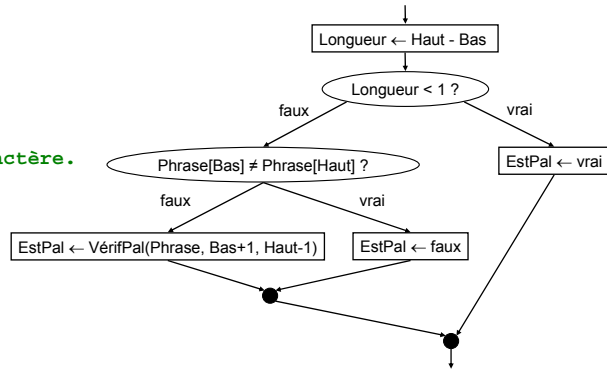 Longueur ← Haut - Bas
Longueur < 1 ?
faux
vrai
actère.
Phrase[Bas] ≠ Phrase[Haut] ?
EstPal ← vrai
faux
vrai
EstPal ← VérifPal(Phrase, Bas+1, Haut-1)
EstPal ← faux